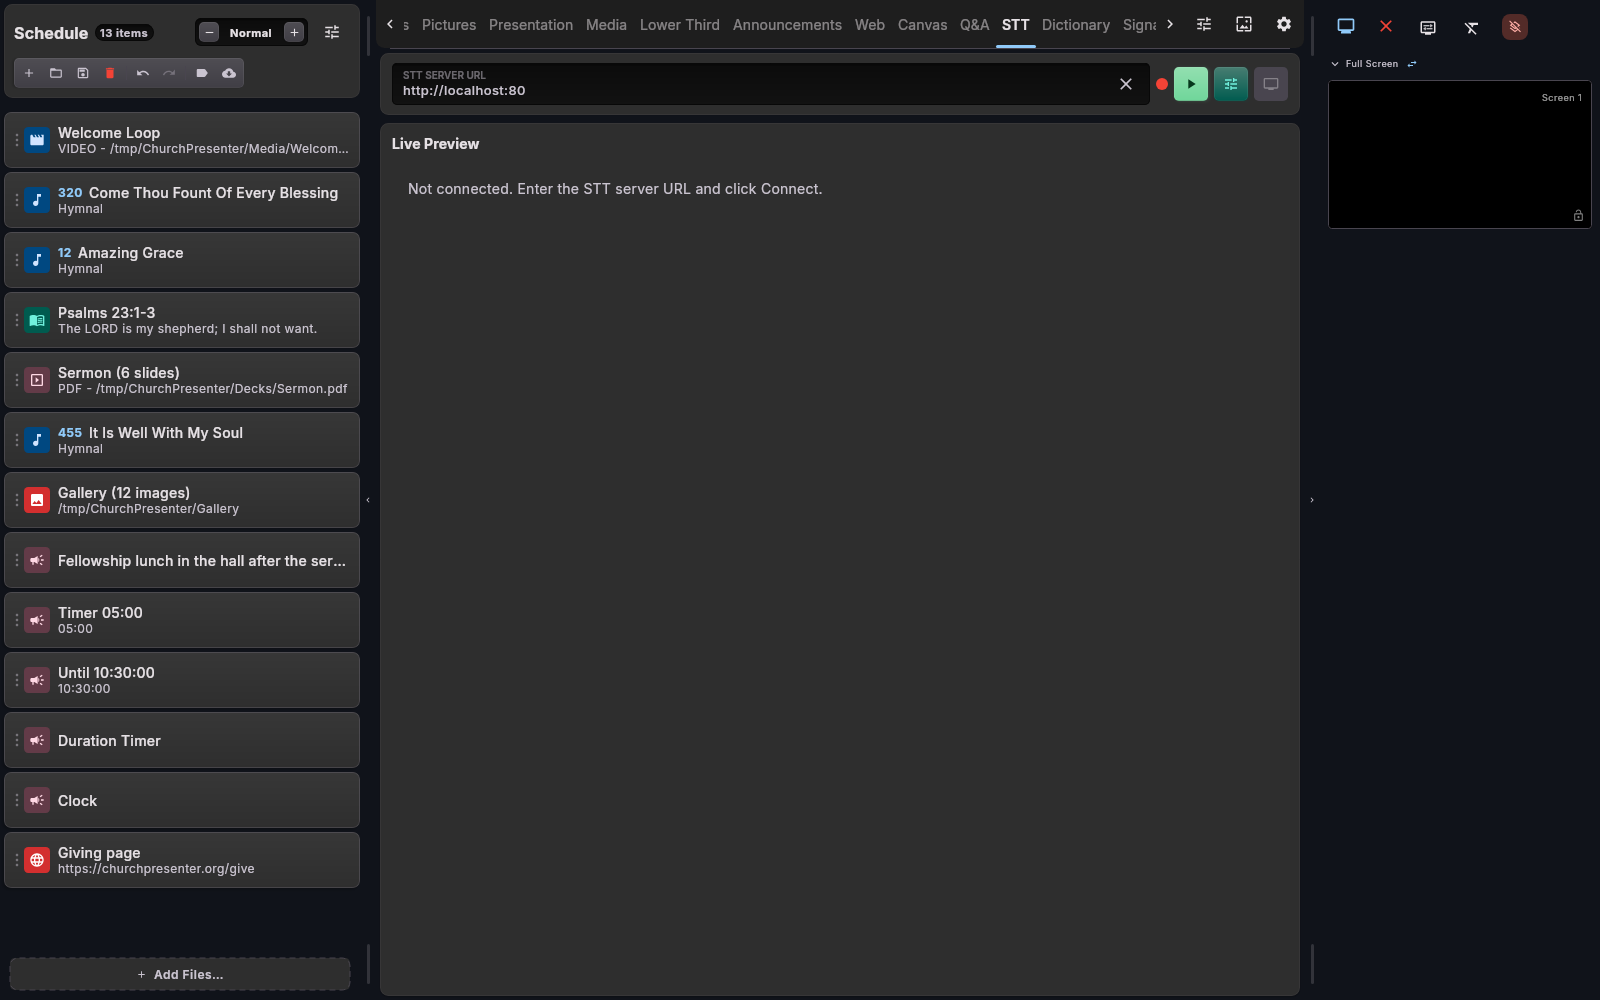 Schedule
13 items
Normal
Welcome Loop
VIDEO - /tmp/ChurchPresenter/Media/Welcom...
320 Come Thou Fount Of Every Blessing
Hymnal
12 Amazing Grace
Hymnal
Psalms 23:1-3
The LORD is my shepherd; I shall not want.
Sermon (6 slides)
PDF - /tmp/ChurchPresenter/Decks/Sermon.pdf
455 It Is Well With My Soul
Hymnal
Gallery (12 images)
/tmp/ChurchPresenter/Gallery
Fellowship lunch in the hall after the ser...
Timer 05:00
05:00
Until 10:30:00
10:30:00
Duration Timer
Clock
Giving page
https://churchpresenter.org/give
+ Add Files...
s Pictures Presentation Media Lower Third Announcements Web Canvas Q&A STT Dictionary Signa
STT SERVER URL
http://localhost:80
Live Preview
Not connected. Enter the STT server URL and click Connect.
Full Screen
Screen 1